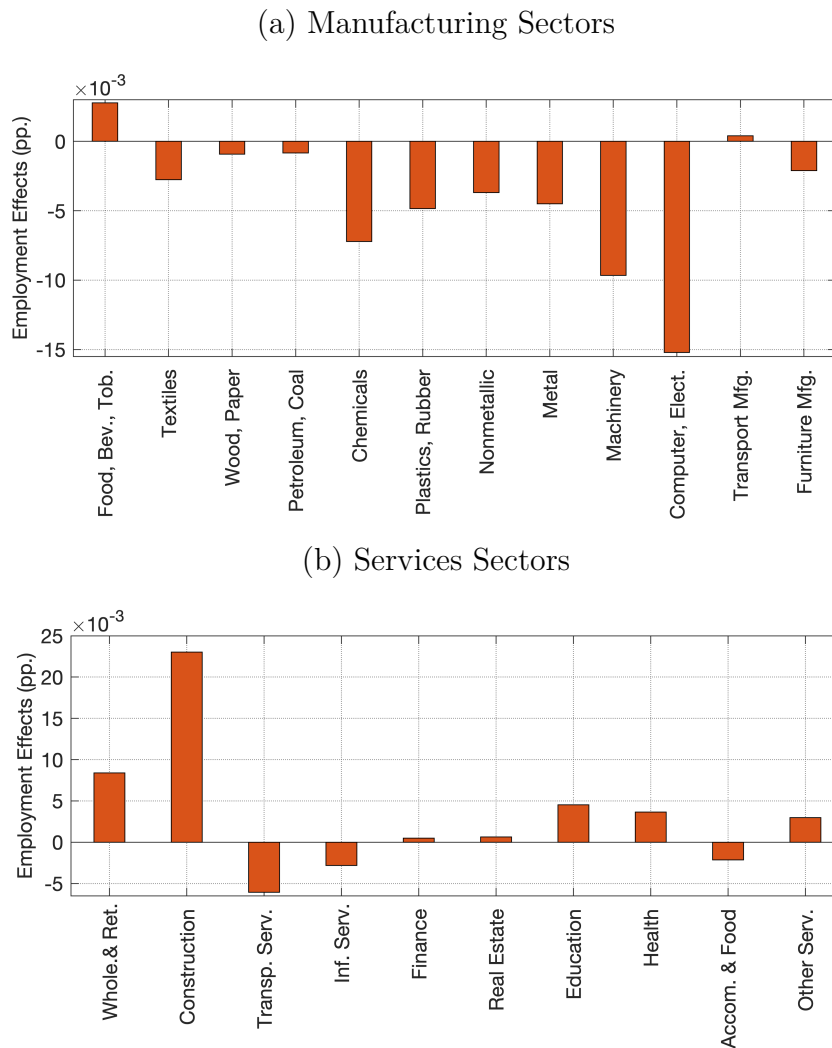 (a) Manufacturing Sectors
×10⁻³
Employment Effects (pp.)
0
-5
-10
-15
Food, Bev., Tob.
Textiles
Wood, Paper
Petroleum, Coal
Chemicals
Plastics, Rubber
Nonmetallic
Metal
Machinery
Computer, Elect.
Transport Mfg.
Furniture Mfg.
(b) Services Sectors
×10⁻³
Employment Effects (pp.)
25
20
15
10
5
0
-5
Whole.& Ret.
Construction
Transp. Serv.
Inf. Serv.
Finance
Real Estate
Education
Health
Accom. & Food
Other Serv.